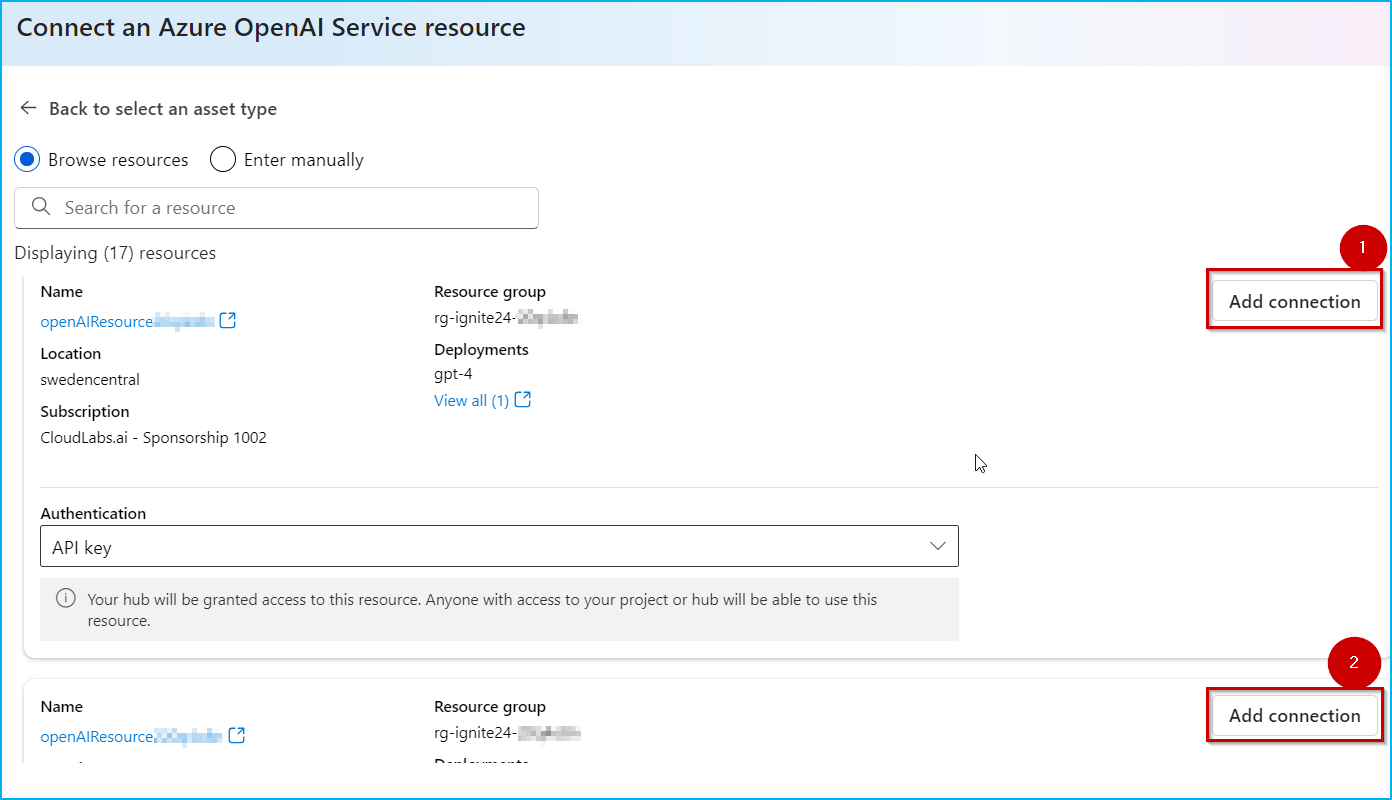 Connect an Azure OpenAI Service resource
Back to select an asset type
Browse resources
Enter manually
Search for a resource
Displaying (17) resources
1
Name
Resource group
Add connection
openAIResource
rg-ignite24-
Location
Deployments
swedencentral
gpt-4
View all (1)
Subscription
CloudLabs.ai - Sponsorship 1002
Authentication
API key
Your hub will be granted access to this resource. Anyone with access to your project or hub will be able to use this
resource.
2
Name
Resource group
Add connection
openAIResource
rg-ignite24-